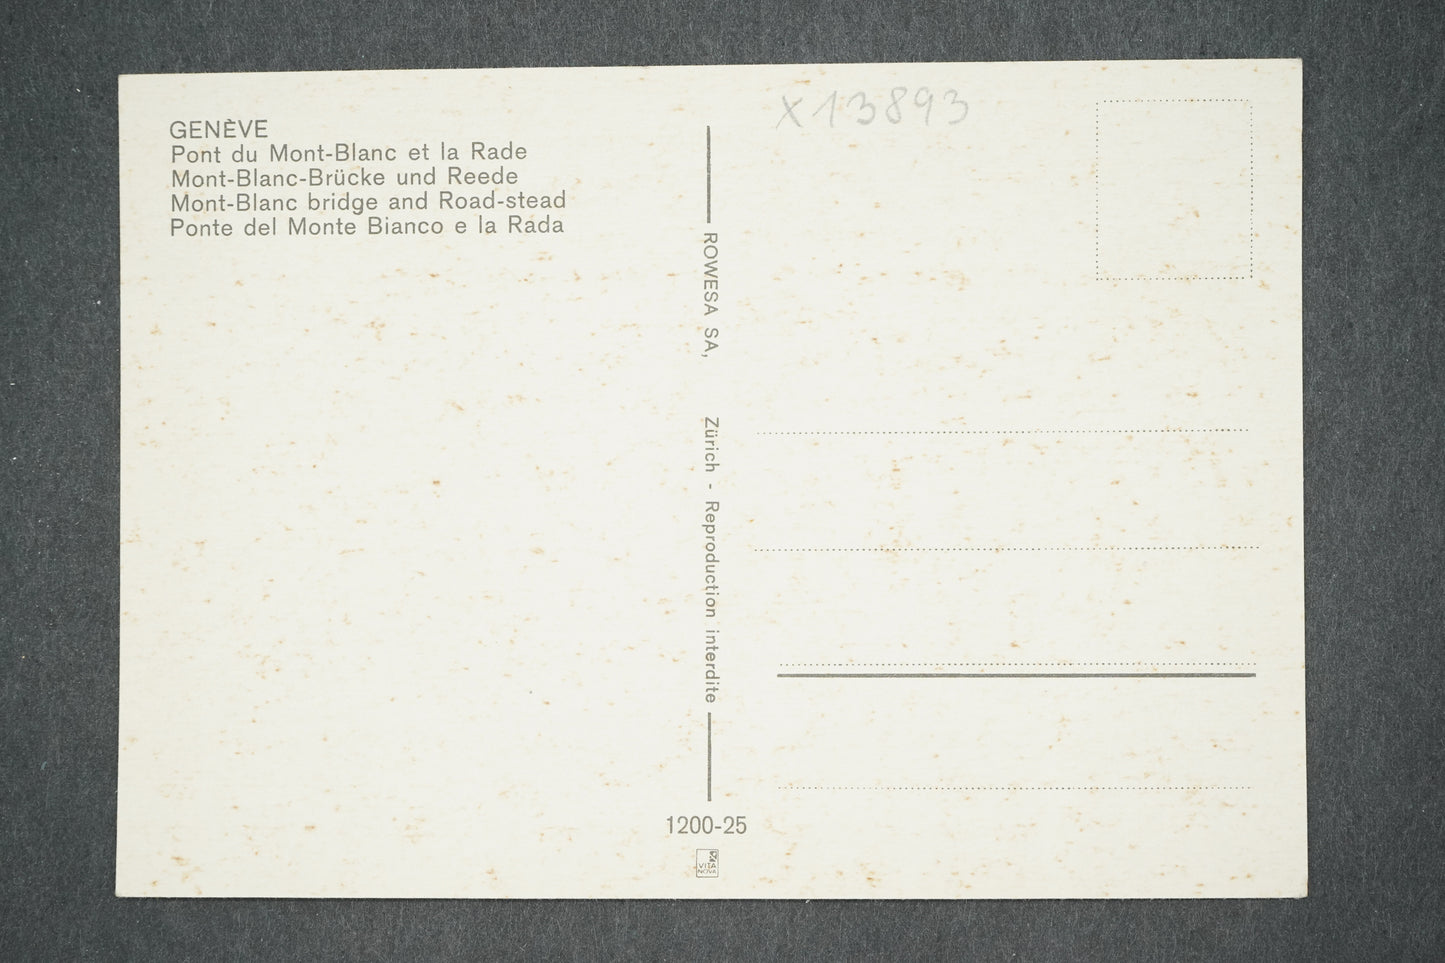 GENÈVE
Pont du Mont-Blanc et la Rade
Mont-Blanc-Brücke und Reede
Mont-Blanc bridge and Road-stead
Ponte del Monte Bianco e la Rada
ROWESA SA, Zürich - Reproduction interdite
1200-25
VITA
NOVA
X13893